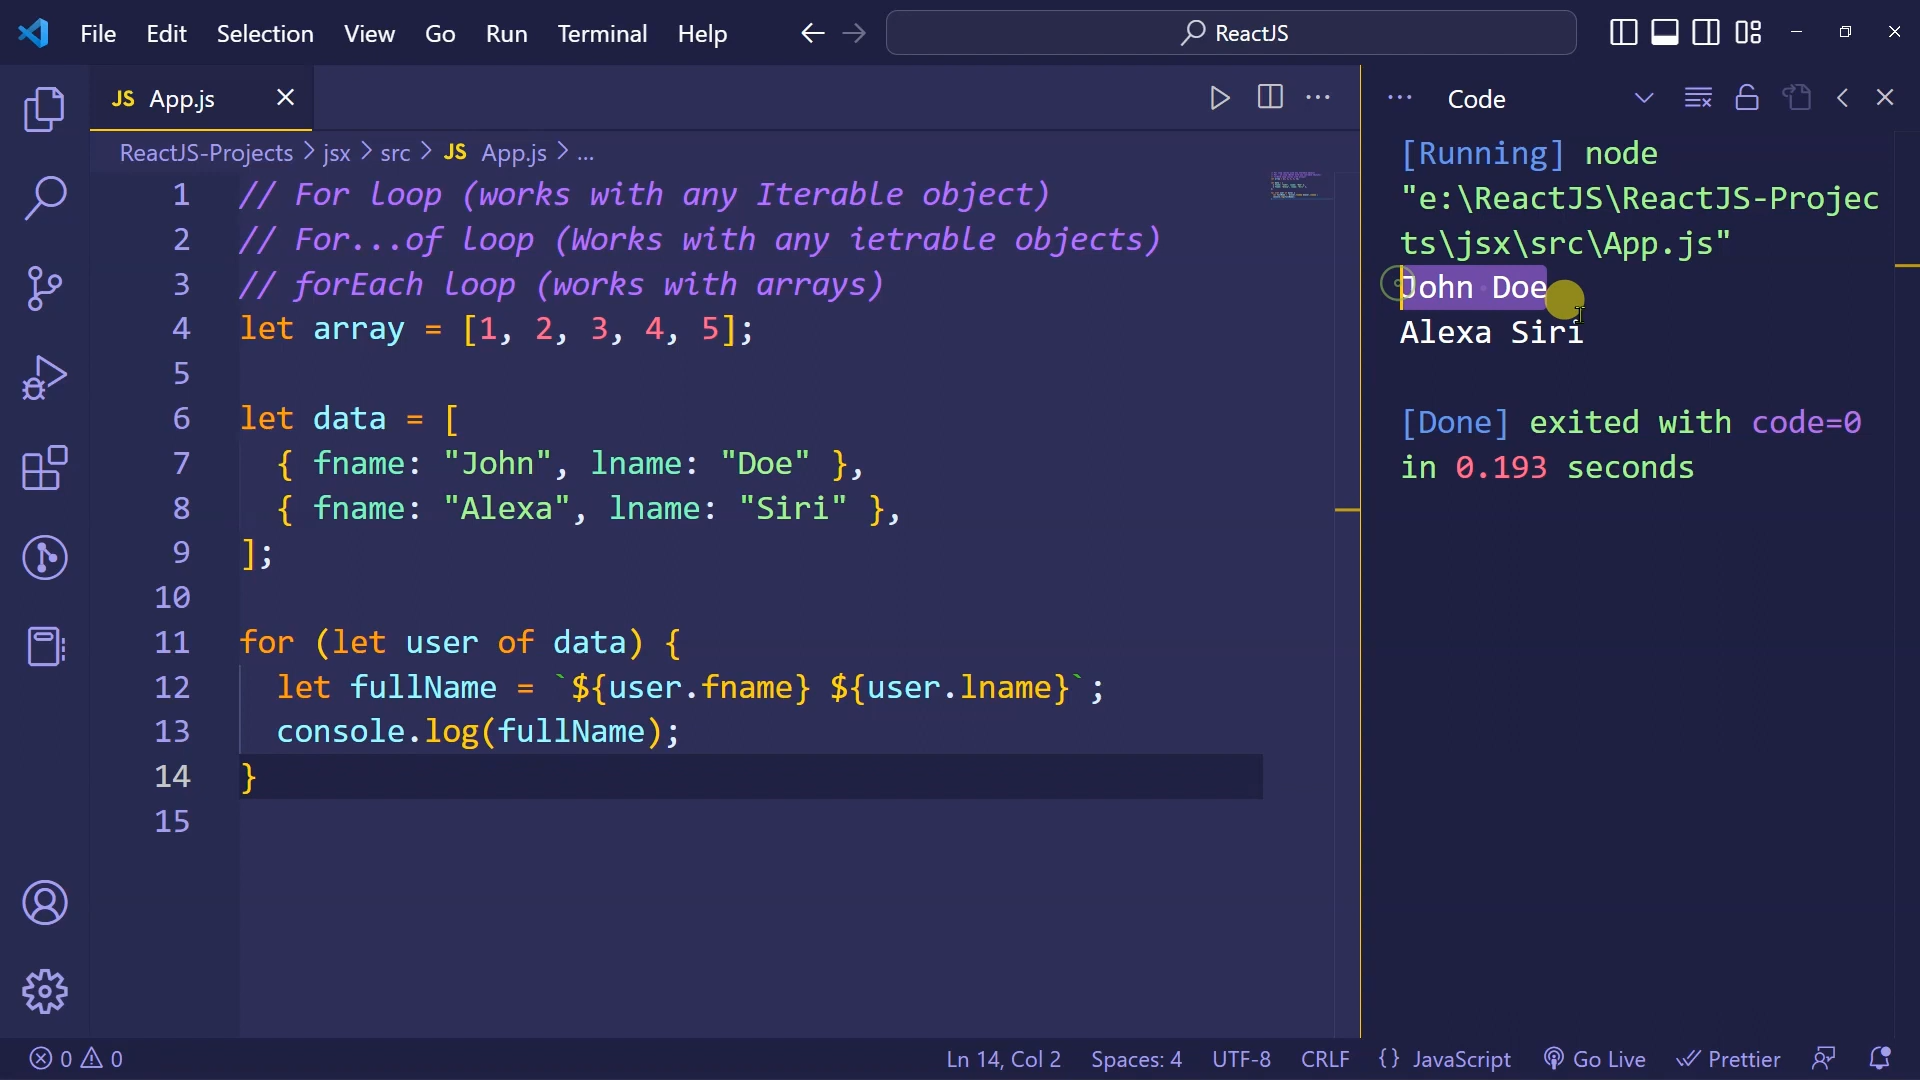 File Edit Selection View Go Run Terminal Help
ReactJS
JS App.js
ReactJS-Projects > jsx > src > JS App.js > ...
1 // For loop (works with any Iterable object)
2 // For...of loop (Works with any ietrable objects)
3 // forEach loop (works with arrays)
4 let array = [1, 2, 3, 4, 5];
5
6 let data = [
7 { fname: "John", lname: "Doe" },
8 { fname: "Alexa", lname: "Siri" },
9 ];
10
11 for (let user of data) {
12 let fullName = `${user.fname} ${user.lname}`;
13 console.log(fullName);
14 }
15
Code
[Running] node
"e:\ReactJS\ReactJS-Projec
ts\jsx\src\App.js"
John Doe
Alexa Siri
[Done] exited with code=0
in 0.193 seconds
0 0 Ln 14, Col 2 Spaces: 4 UTF-8 CRLF {} JavaScript Go Live Prettier